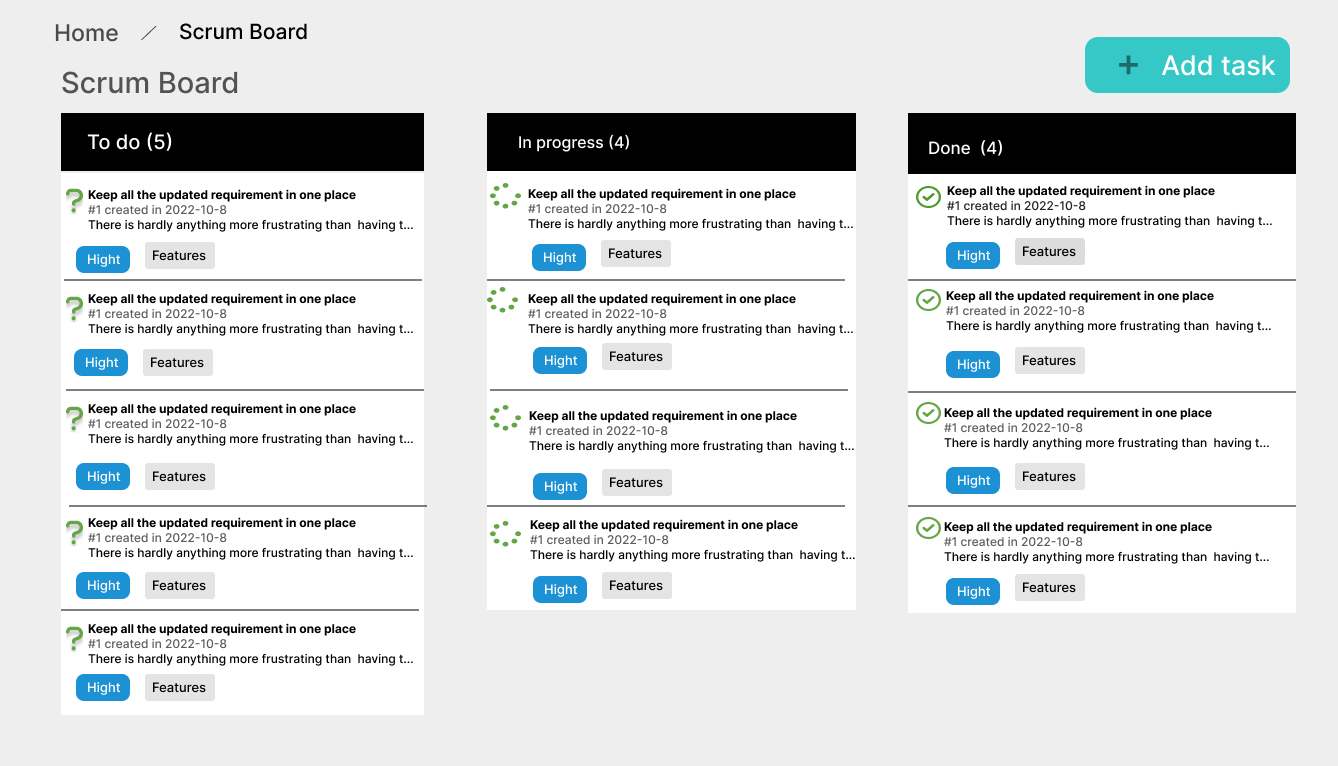 Home / Scrum Board
Scrum Board
+ Add task
To do (5)
Keep all the updated requirement in one place
#1 created in 2022-10-8
There is hardly anything more frustrating than having t...
Hight Features
Keep all the updated requirement in one place
#1 created in 2022-10-8
There is hardly anything more frustrating than having t...
Hight Features
Keep all the updated requirement in one place
#1 created in 2022-10-8
There is hardly anything more frustrating than having t...
Hight Features
Keep all the updated requirement in one place
#1 created in 2022-10-8
There is hardly anything more frustrating than having t...
Hight Features
Keep all the updated requirement in one place
#1 created in 2022-10-8
There is hardly anything more frustrating than having t...
Hight Features
In progress (4)
Keep all the updated requirement in one place
#1 created in 2022-10-8
There is hardly anything more frustrating than having t...
Hight Features
Keep all the updated requirement in one place
#1 created in 2022-10-8
There is hardly anything more frustrating than having t...
Hight Features
Keep all the updated requirement in one place
#1 created in 2022-10-8
There is hardly anything more frustrating than having t...
Hight Features
Keep all the updated requirement in one place
#1 created in 2022-10-8
There is hardly anything more frustrating than having t...
Hight Features
Done (4)
Keep all the updated requirement in one place
#1 created in 2022-10-8
There is hardly anything more frustrating than having t...
Hight Features
Keep all the updated requirement in one place
#1 created in 2022-10-8
There is hardly anything more frustrating than having t...
Hight Features
Keep all the updated requirement in one place
#1 created in 2022-10-8
There is hardly anything more frustrating than having t...
Hight Features
Keep all the updated requirement in one place
#1 created in 2022-10-8
There is hardly anything more frustrating than having t...
Hight Features